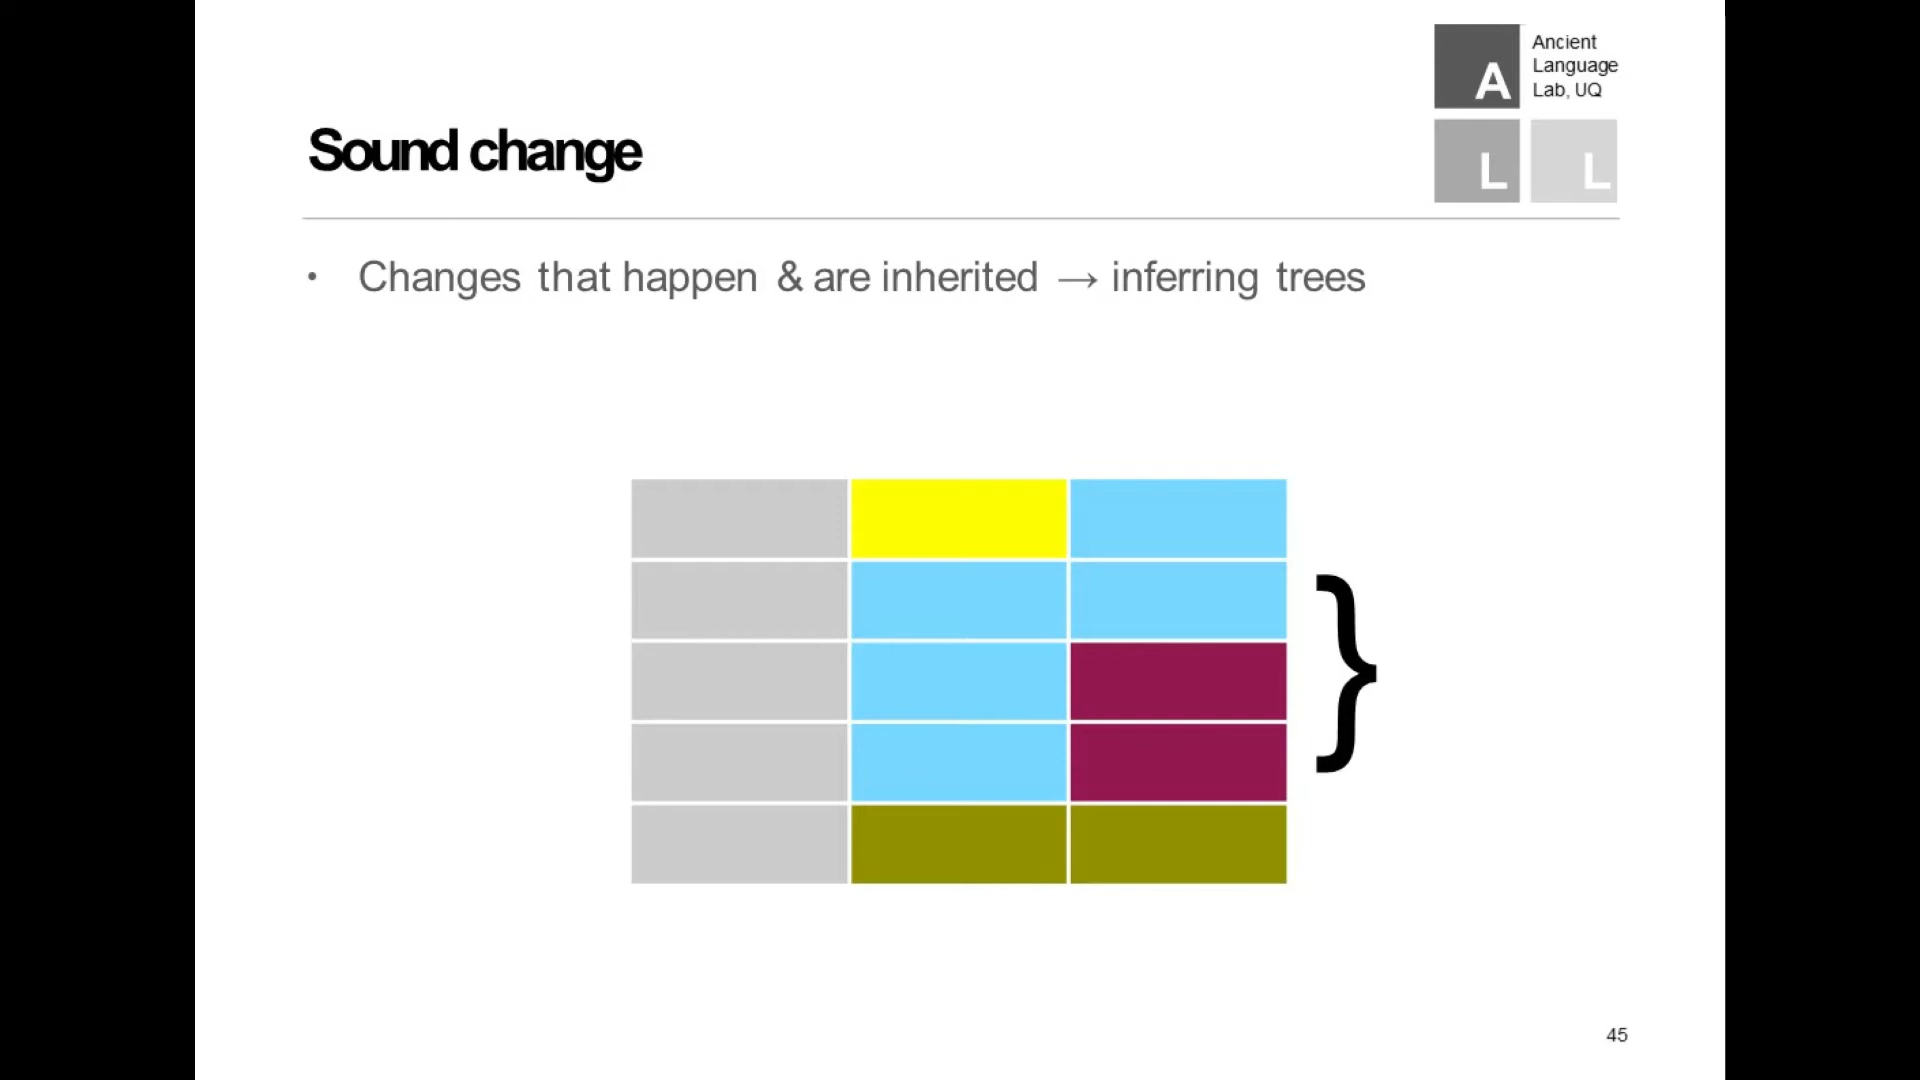 Ancient
Language
Lab, UQ
A
L L
Sound change
• Changes that happen & are inherited → inferring trees
}
45